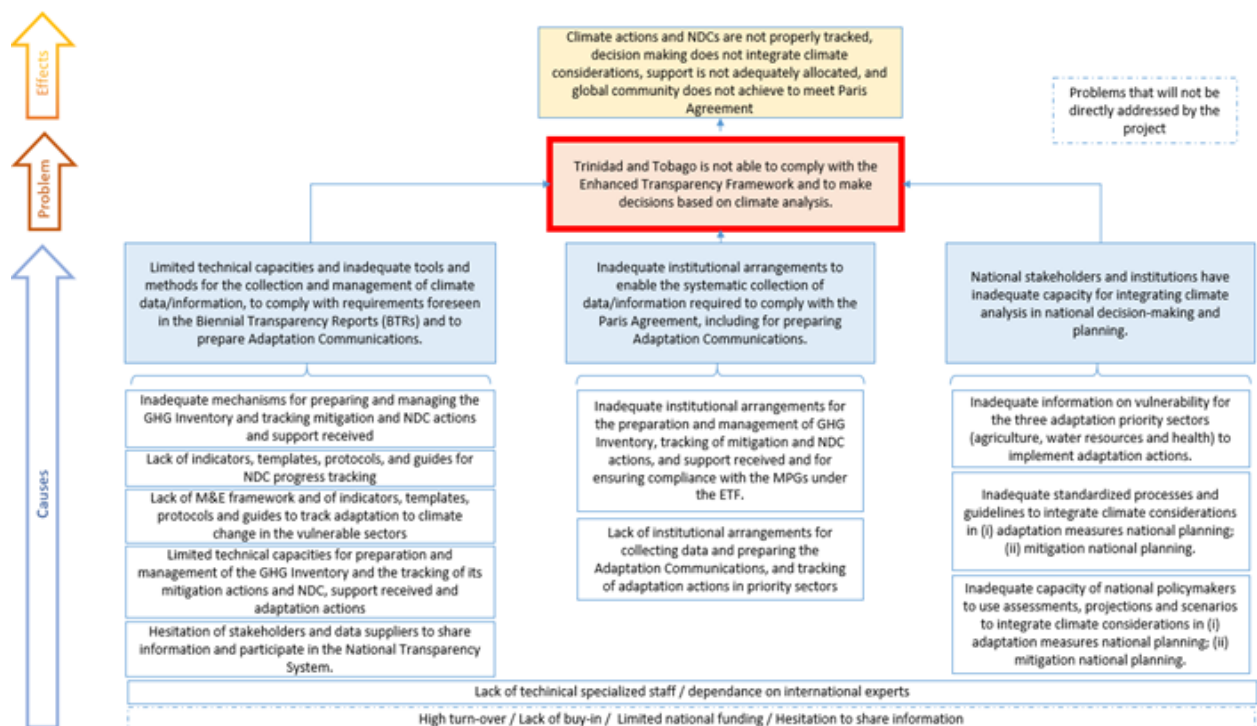 Effects
Climate actions and NDCs are not properly tracked,
decision making does not integrate climate
considerations, support is not adequately allocated, and
global community does not achieve to meet Paris
Agreement
Problems that will not be
directly addressed by the
project
Problem
Trinidad and Tobago is not able to comply with the
Enhanced Transparency Framework and to make
decisions based on climate analysis.
Causes
Limited technical capacities and inadequate tools and
methods for the collection and management of climate
data/information, to comply with requirements foreseen
in the Biennial Transparency Reports (BTRs) and to
prepare Adaptation Communications.
Inadequate mechanisms for preparing and managing the
GHG Inventory and tracking mitigation and NDC actions
and support received
Lack of indicators, templates, protocols, and guides for
NDC progress tracking
Lack of M&E framework and of indicators, templates,
protocols and guides to track adaptation to climate
change in the vulnerable sectors
Limited technical capacities for preparation and
management of the GHG Inventory and the tracking of its
mitigation actions and NDC, support received and
adaptation actions
Hesitation of stakeholders and data suppliers to share
information and participate in the National Transparency
System.
Inadequate institutional arrangements to
enable the systematic collection of
data/information required to comply with the
Paris Agreement, including for preparing
Adaptation Communications.
Inadequate institutional arrangements for
the preparation and management of GHG
Inventory, tracking of mitigation and NDC
actions, and support received and for
ensuring compliance with the MPGs under
the ETF.
Lack of institutional arrangements for
collecting data and preparing the
Adaptation Communications, and tracking
of adaptation actions in priority sectors
National stakeholders and institutions have
inadequate capacity for integrating climate
analysis in national decision-making and
planning.
Inadequate information on vulnerability for
the three adaptation priority sectors
(agriculture, water resources and health) to
implement adaptation actions.
Inadequate standardized processes and
guidelines to integrate climate considerations
in (i) adaptation measures national planning;
(ii) mitigation national planning.
Inadequate capacity of national policymakers
to use assessments, projections and scenarios
to integrate climate considerations in (i)
adaptation measures national planning; (ii)
mitigation national planning.
Lack of techinical specialized staff / dependance on international experts
High turn-over / Lack of buy-in / Limited national funding / Hesitation to share information